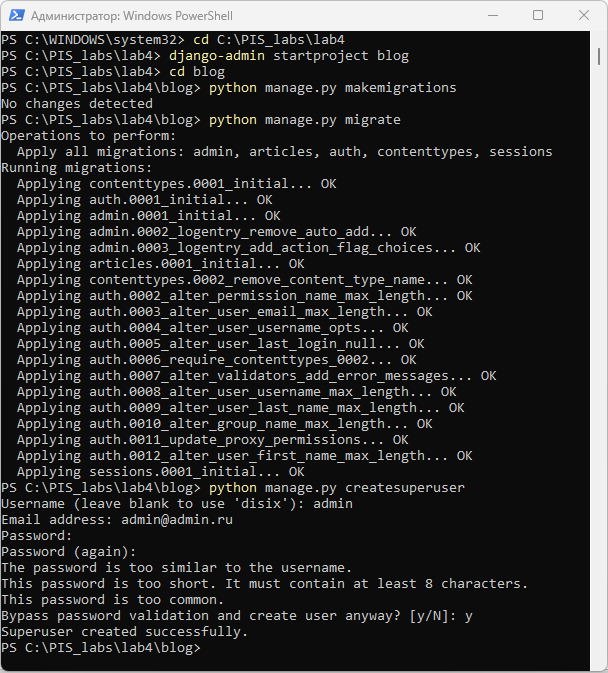 Администратор: Windows PowerShell
PS C:\WINDOWS\system32> cd C:\PIS_labs\lab4
PS C:\PIS_labs\lab4> django-admin startproject blog
PS C:\PIS_labs\lab4> cd blog
PS C:\PIS_labs\lab4\blog> python manage.py makemigrations
No changes detected
PS C:\PIS_labs\lab4\blog> python manage.py migrate
Operations to perform:
  Apply all migrations: admin, articles, auth, contenttypes, sessions
Running migrations:
  Applying contenttypes.0001_initial... OK
  Applying auth.0001_initial... OK
  Applying admin.0001_initial... OK
  Applying admin.0002_logentry_remove_auto_add... OK
  Applying admin.0003_logentry_add_action_flag_choices... OK
  Applying articles.0001_initial... OK
  Applying contenttypes.0002_remove_content_type_name... OK
  Applying auth.0002_alter_permission_name_max_length... OK
  Applying auth.0003_alter_user_email_max_length... OK
  Applying auth.0004_alter_user_username_opts... OK
  Applying auth.0005_alter_user_last_login_null... OK
  Applying auth.0006_require_contenttypes_0002... OK
  Applying auth.0007_alter_validators_add_error_messages... OK
  Applying auth.0008_alter_user_username_max_length... OK
  Applying auth.0009_alter_user_last_name_max_length... OK
  Applying auth.0010_alter_group_name_max_length... OK
  Applying auth.0011_update_proxy_permissions... OK
  Applying auth.0012_alter_user_first_name_max_length... OK
  Applying sessions.0001_initial... OK
PS C:\PIS_labs\lab4\blog> python manage.py createsuperuser
Username (leave blank to use 'disix'): admin
Email address: admin@admin.ru
Password:
Password (again):
The password is too similar to the username.
This password is too short. It must contain at least 8 characters.
This password is too common.
Bypass password validation and create user anyway? [y/N]: y
Superuser created successfully.
PS C:\PIS_labs\lab4\blog>